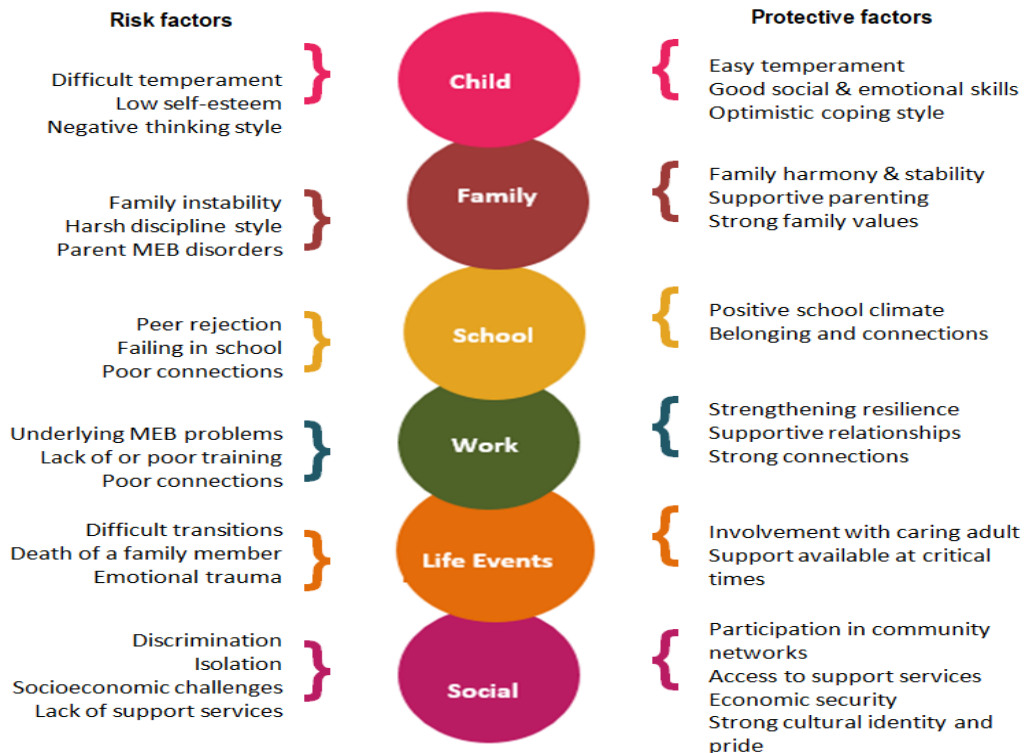 Risk factors
Protective factors
Difficult temperament
Low self-esteem
Negative thinking style
Child
Easy temperament
Good social & emotional skills
Optimistic coping style
Family instability
Harsh discipline style
Parent MEB disorders
Family
Family harmony & stability
Supportive parenting
Strong family values
Peer rejection
Failing in school
Poor connections
School
Positive school climate
Belonging and connections
Underlying MEB problems
Lack of or poor training
Poor connections
Work
Strengthening resilience
Supportive relationships
Strong connections
Difficult transitions
Death of a family member
Emotional trauma
Life Events
Involvement with caring adult
Support available at critical
times
Discrimination
Isolation
Socioeconomic challenges
Lack of support services
Social
Participation in community
networks
Access to support services
Economic security
Strong cultural identity and
pride